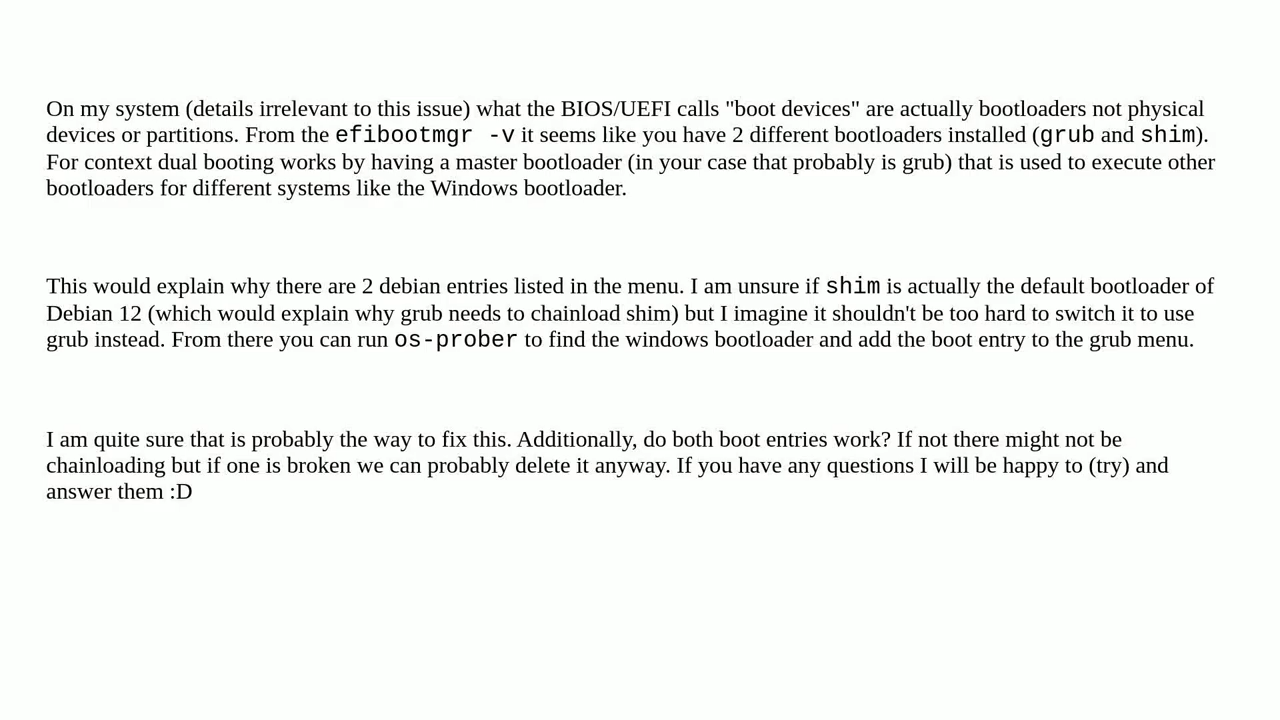 On my system (details irrelevant to this issue) what the BIOS/UEFI calls "boot devices" are actually bootloaders not physical
devices or partitions. From the efibootmgr -v it seems like you have 2 different bootloaders installed (grub and shim).
For context dual booting works by having a master bootloader (in your case that probably is grub) that is used to execute other
bootloaders for different systems like the Windows bootloader.
This would explain why there are 2 debian entries listed in the menu. I am unsure if shim is actually the default bootloader of
Debian 12 (which would explain why grub needs to chainload shim) but I imagine it shouldn't be too hard to switch it to use
grub instead. From there you can run os-prober to find the windows bootloader and add the boot entry to the grub menu.
I am quite sure that is probably the way to fix this. Additionally, do both boot entries work? If not there might not be
chainloading but if one is broken we can probably delete it anyway. If you have any questions I will be happy to (try) and
answer them :D